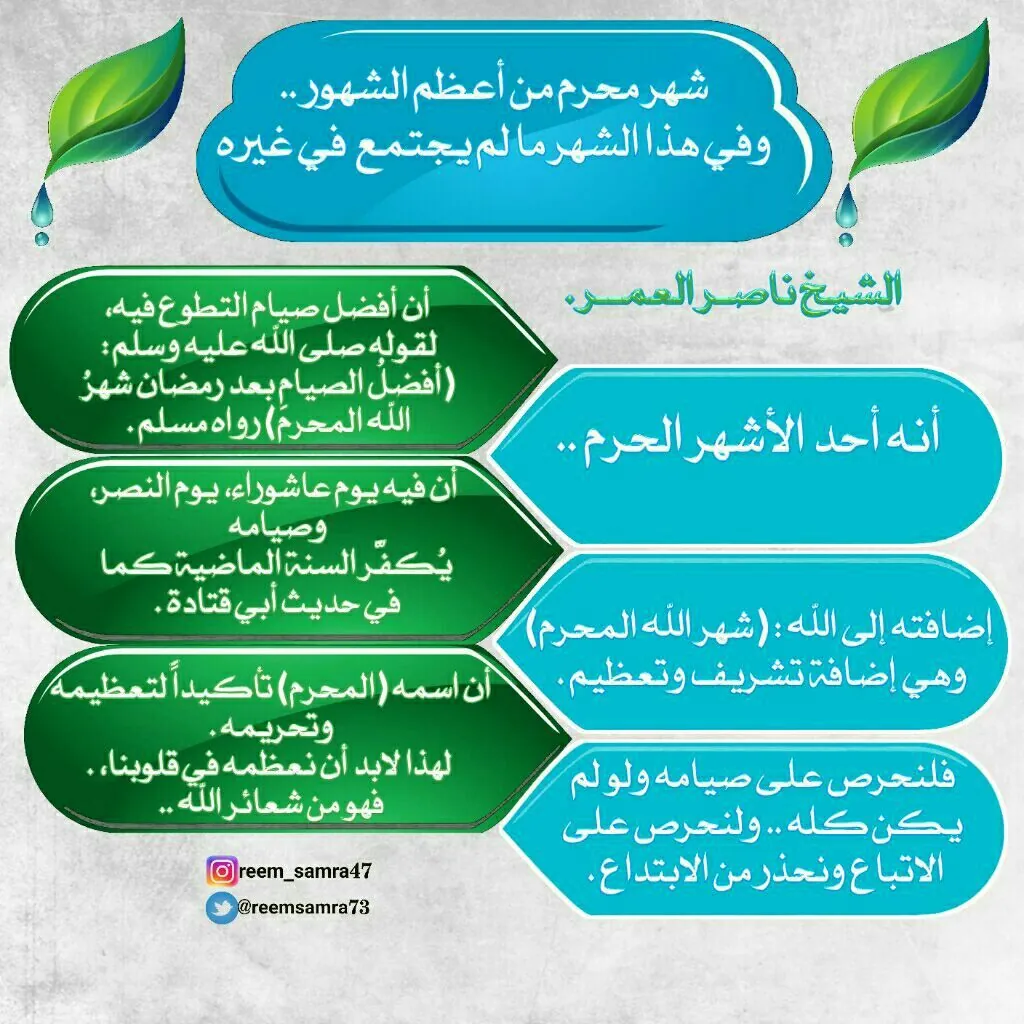 شهر محرم من أعظم الشهور..
وفي هذا الشهر ما لم يجتمع في غيره
الشيخ ناصر العمر.
أنه أحد الأشهر الحرم ..
أن أفضل صيام التطوع فيه،
لقوله صلى الله عليه وسلم:
(أفضلُ الصيامِ بعد رمضان شهرُ
الله المحرمَ) رواه مسلم.
إضافته إلى الله : (شهر الله المحرم)
وهي إضافة تشريف وتعظيم.
أن فيه يوم عاشوراء، يوم النصر،
وصيامه
يُكفّر السنة الماضية كما
في حديث أبي قتادة.
أن اسمه (المحرم) تأكيداً لتعظيمه
وتحريمه.
لهذا لابد أن نعظمه في قلوبنا، .
فهو من شعائر الله ..
فلنحرص على صيامه ولو لم
يكن كله .. ولنحرص على
الاتباع ونحذر من الابتداع.
reem_samra47
@reemsamra73